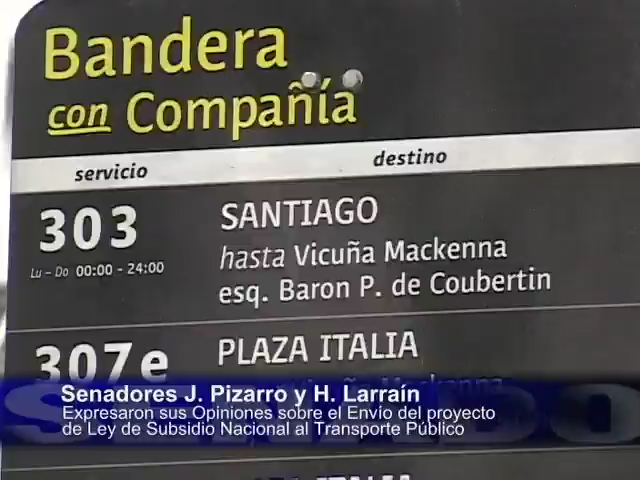 Bandera
con Compañía
servicio destino
303 SANTIAGO
Lu – Do 00:00 - 24:00
hasta Vicuña Mackenna
esq. Baron P. de Coubertin
307e PLAZA ITALIA
Senadores J. Pizarro y H. Larraín
Expresaron sus Opiniones sobre el Envío del proyecto
de Ley de Subsidio Nacional al Transporte Público